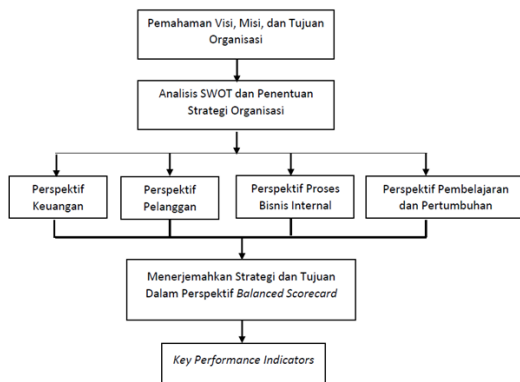 Pemahaman Visi, Misi, dan Tujuan
Organisasi
Analisis SWOT dan Penentuan
Strategi Organisasi
Perspektif
Keuangan
Perspektif
Pelanggan
Perspektif Proses
Bisnis Internal
Perspektif Pembelajaran
dan Pertumbuhan
Menerjemahkan Strategi dan Tujuan
Dalam Perspektif Balanced Scorecard
Key Performance Indicators